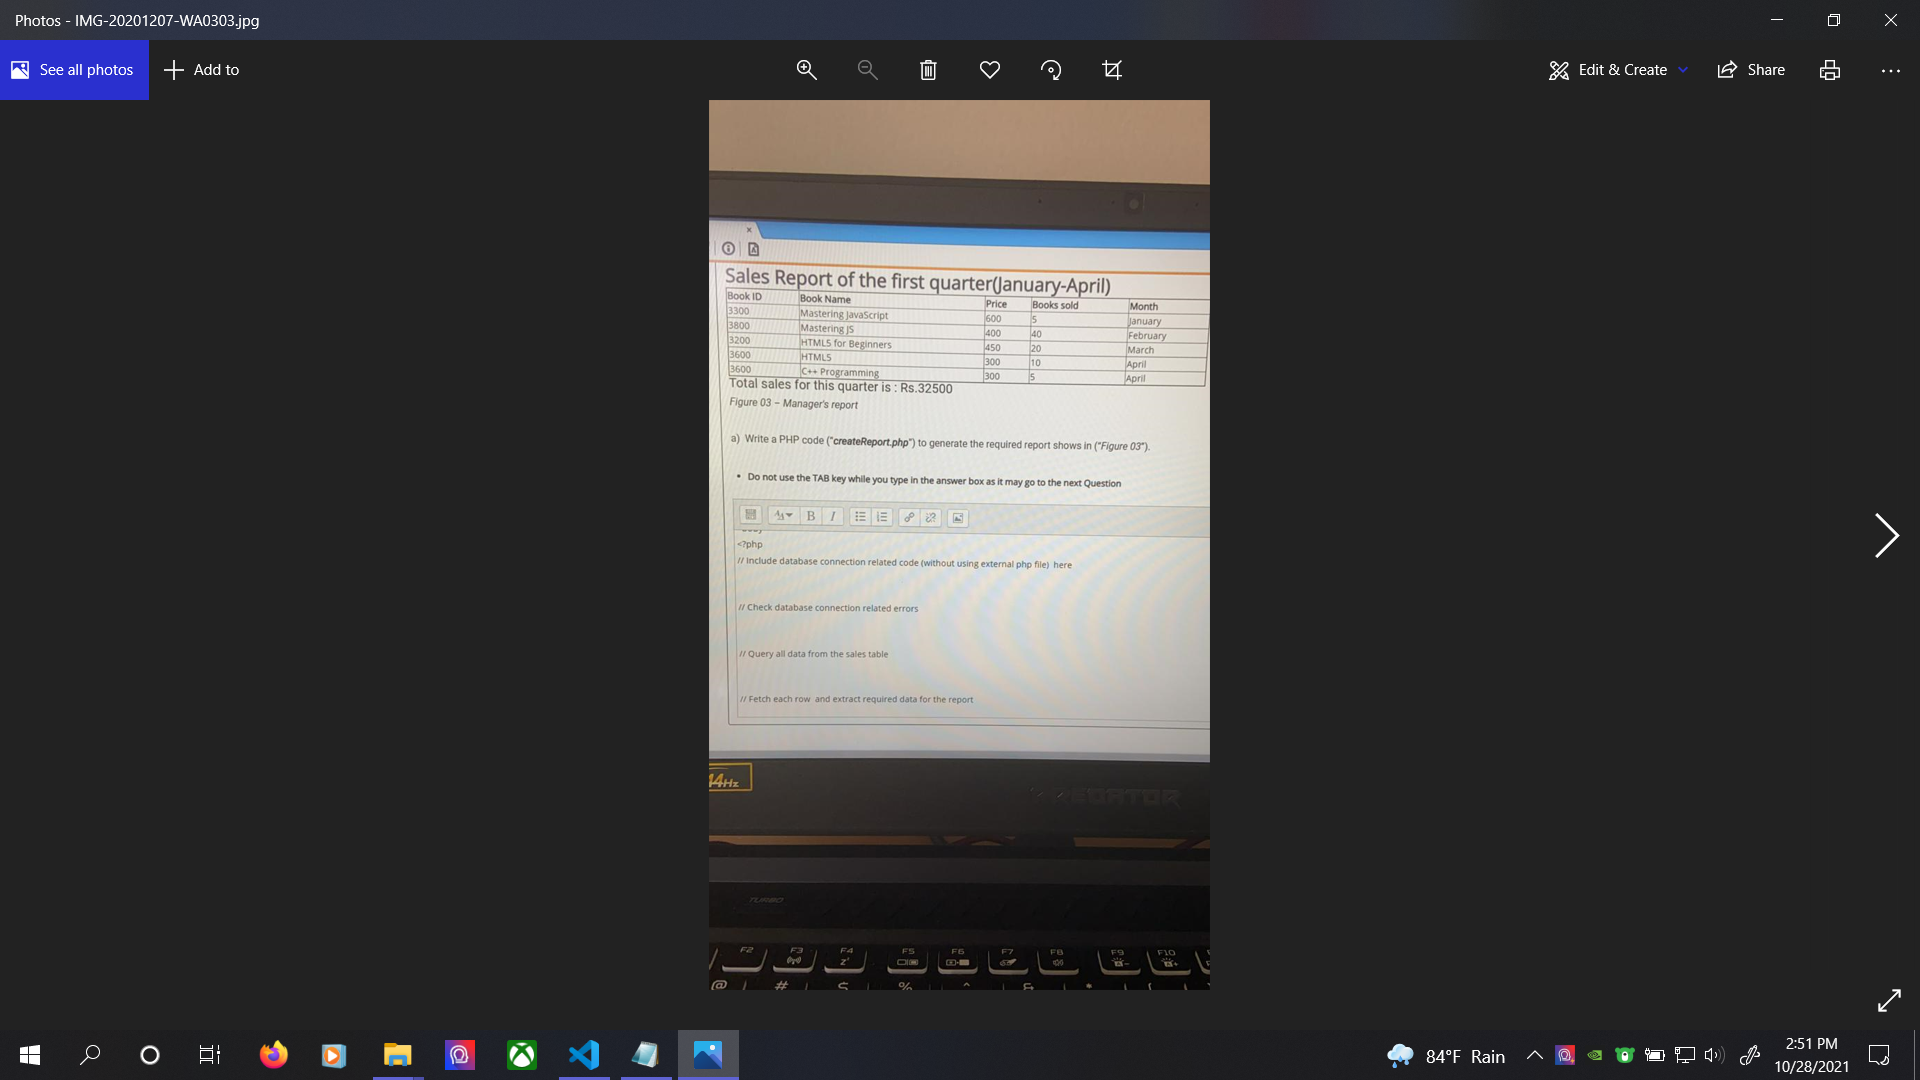 Photos - IMG-20201207-WA0303.jpg
See all photos
Add to
Edit & Create
Share
Sales Report of the first quarter(January-April)
Book ID Book Name Price Books sold Month
3300 Mastering JavaScript 600 5 January
3800 Mastering JS 400 40 February
3200 HTML5 for Beginners 450 20 March
3600 HTML5 300 10 April
3600 C++ Programming 300 5 April
Total sales for this quarter is : Rs.32500
Figure 03 – Manager's report
a) Write a PHP code ("createReport.php") to generate the required report shows in ("Figure 03").
• Do not use the TAB key while you type in the answer box as it may go to the next Question
B I
<?php
// Include database connection related code (without using external php file) here
// Check database connection related errors
// Query all data from the sales table
// Fetch each row and extract required data for the report
44Hz
PREDATOR
TURBO
F2 F3 F4 F5 F6 F7 F8 F9 F10
@ # $ % ^ & * (
84°F Rain
2:51 PM
10/28/2021